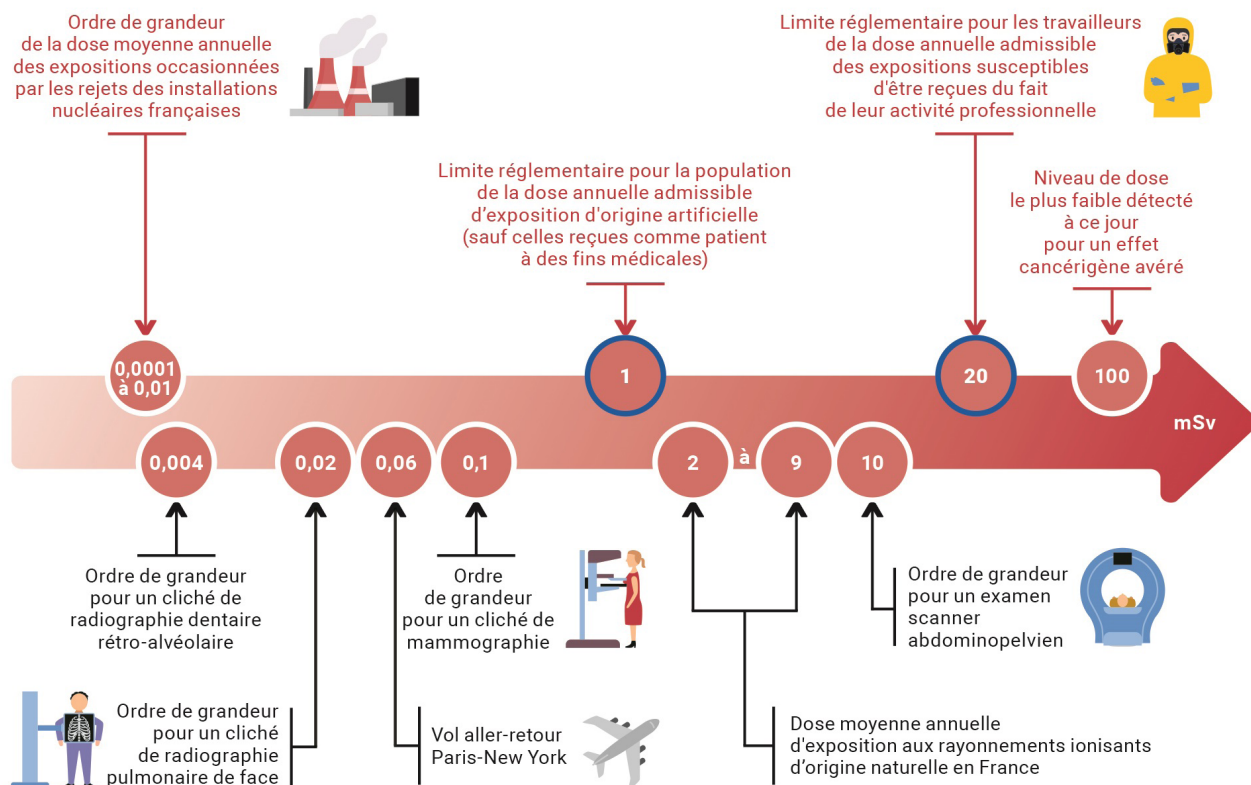 Ordre de grandeur
de la dose moyenne annuelle
des expositions occasionnées
par les rejets des installations
nucléaires françaises
Limite réglementaire pour les travailleurs
de la dose annuelle admissible
des expositions susceptibles
d'être reçues du fait
de leur activité professionnelle
Limite réglementaire pour la population
de la dose annuelle admissible
d’exposition d'origine artificielle
(sauf celles reçues comme patient
à des fins médicales)
Niveau de dose
le plus faible détecté
à ce jour
pour un effet
cancérigène avéré
0,0001
à 0,01
1
20
100
mSv
0,004
0,02
0,06
0,1
2
à
9
10
Ordre de grandeur
pour un cliché de
radiographie dentaire
rétro-alvéolaire
Ordre
de grandeur
pour un cliché de
mammographie
Ordre de grandeur
pour un examen
scanner
abdominopelvien
Ordre de grandeur
pour un cliché
de radiographie
pulmonaire de face
Vol aller-retour
Paris-New York
Dose moyenne annuelle
d'exposition aux rayonnements ionisants
d’origine naturelle en France